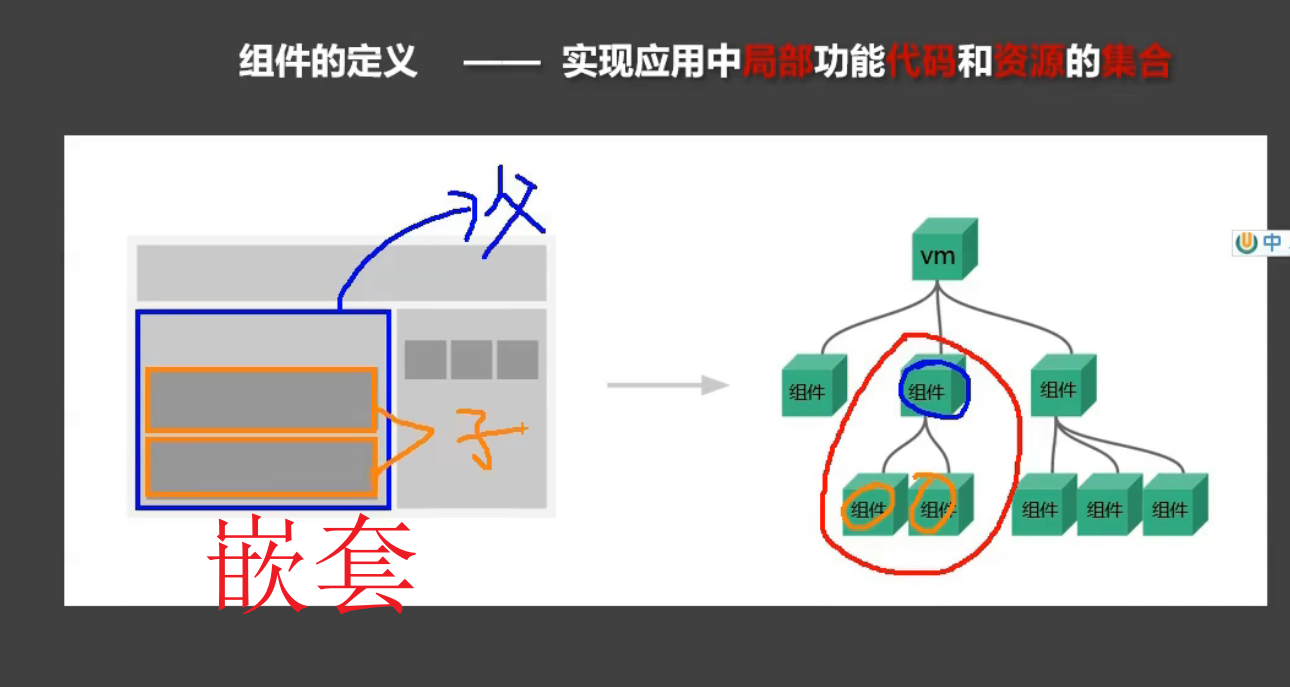 组件的定义 —— 实现应用中局部功能代码和资源的集合
父
vm
中
组件 组件 组件
子
组件 组件 组件 组件 组件
嵌套